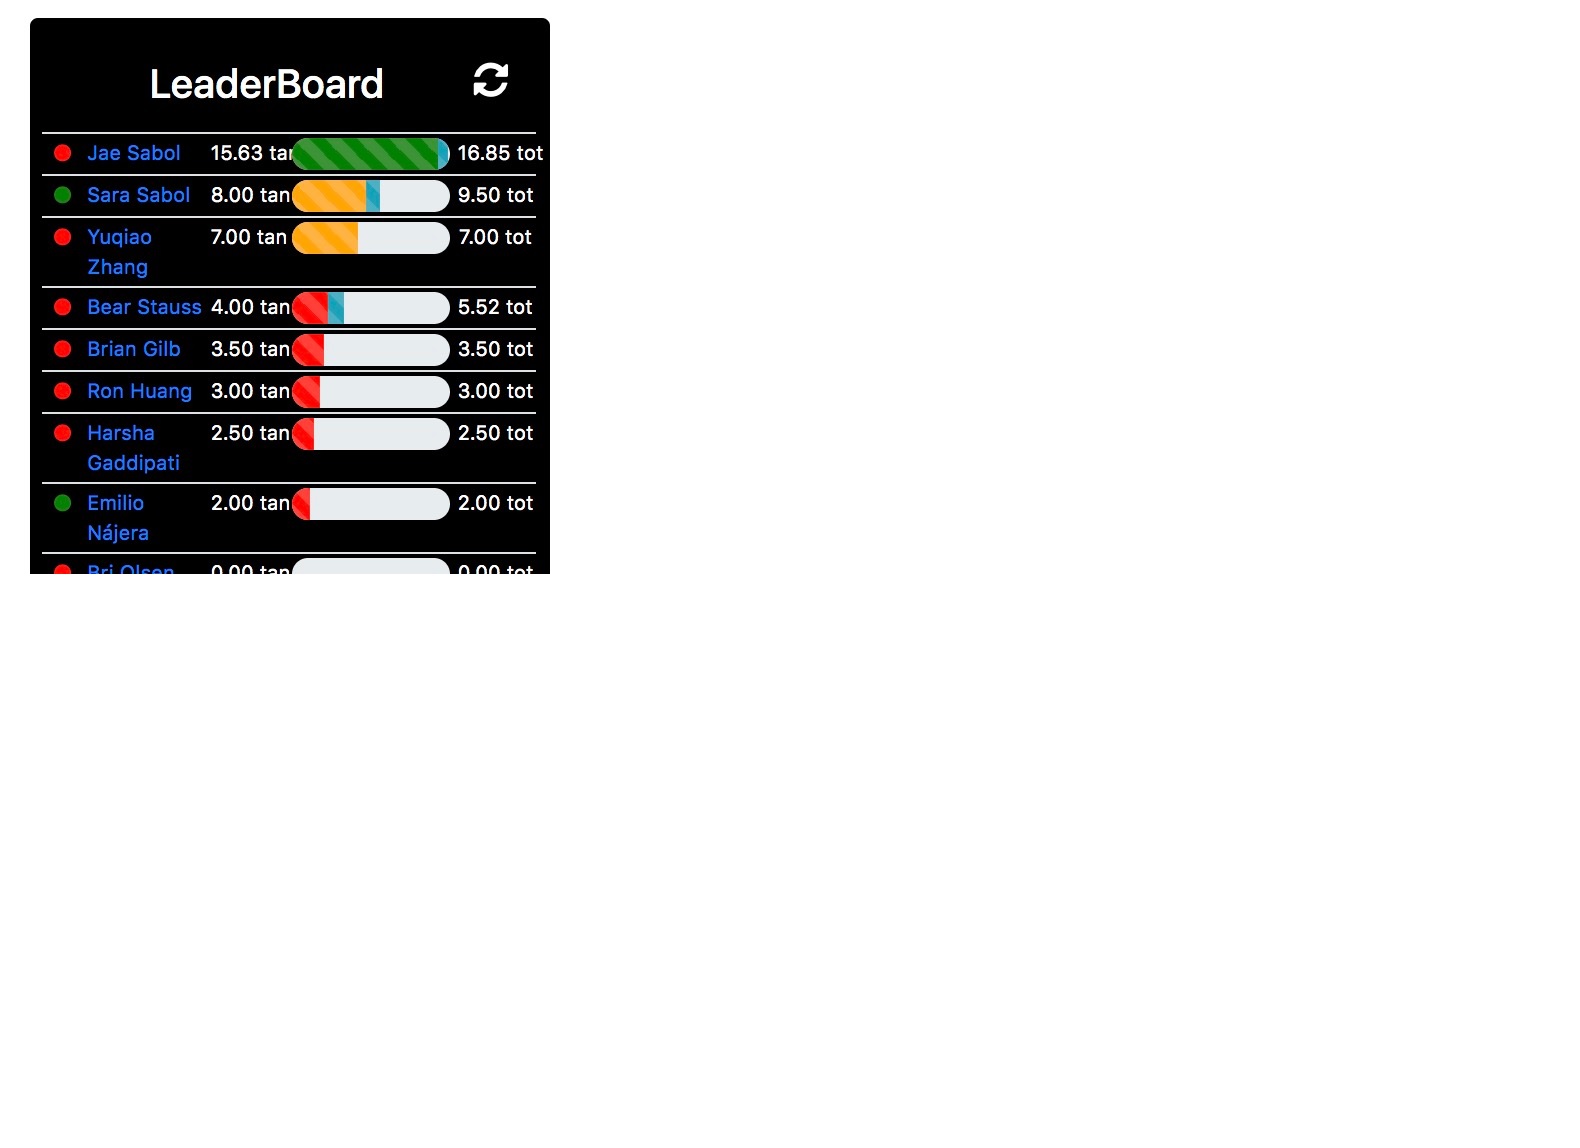 LeaderBoard
Jae Sabol 15.63 tan 16.85 tot
Sara Sabol 8.00 tan 9.50 tot
Yuqiao 7.00 tan 7.00 tot
Zhang
Bear Stauss 4.00 tan 5.52 tot
Brian Gilb 3.50 tan 3.50 tot
Ron Huang 3.00 tan 3.00 tot
Harsha 2.50 tan 2.50 tot
Gaddipati
Emilio 2.00 tan 2.00 tot
Nájera
Bri Olsen 0.00 tan 0.00 tot